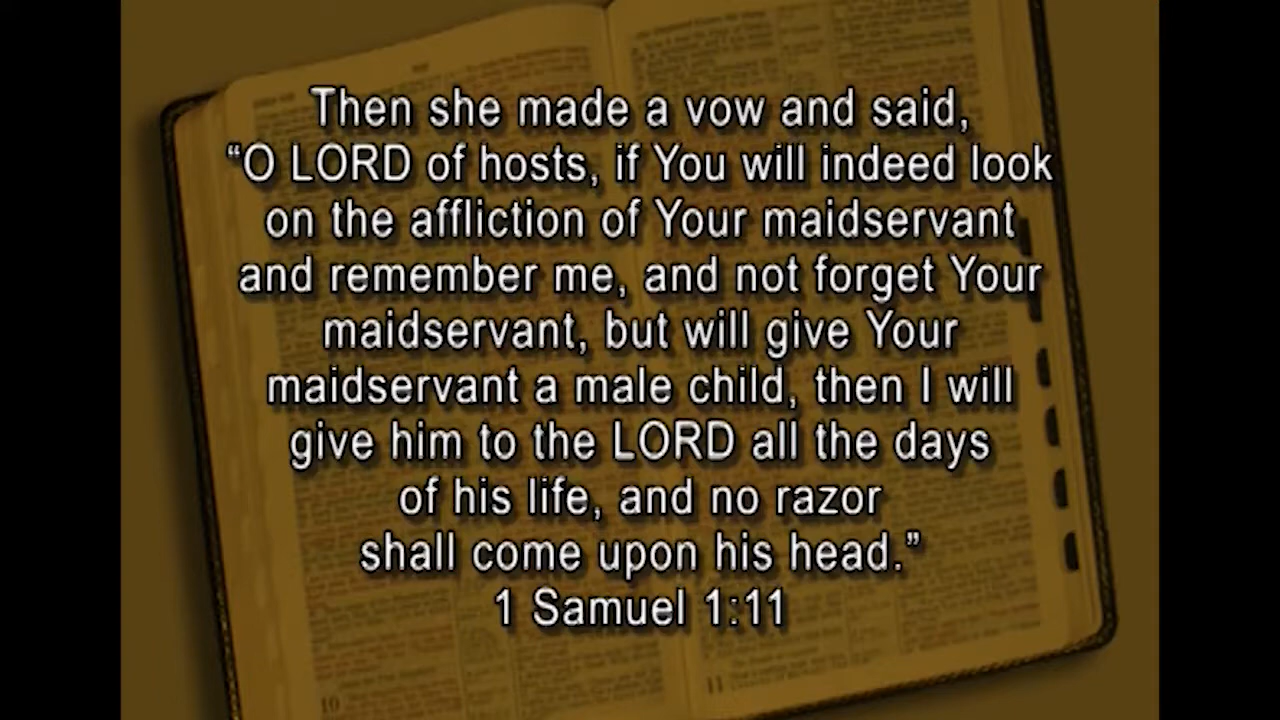 Then she made a vow and said,
“O LORD of hosts, if You will indeed look
on the affliction of Your maidservant
and remember me, and not forget Your
maidservant, but will give Your
maidservant a male child, then I will
give him to the LORD all the days
of his life, and no razor
shall come upon his head.”
1 Samuel 1:11
10
11